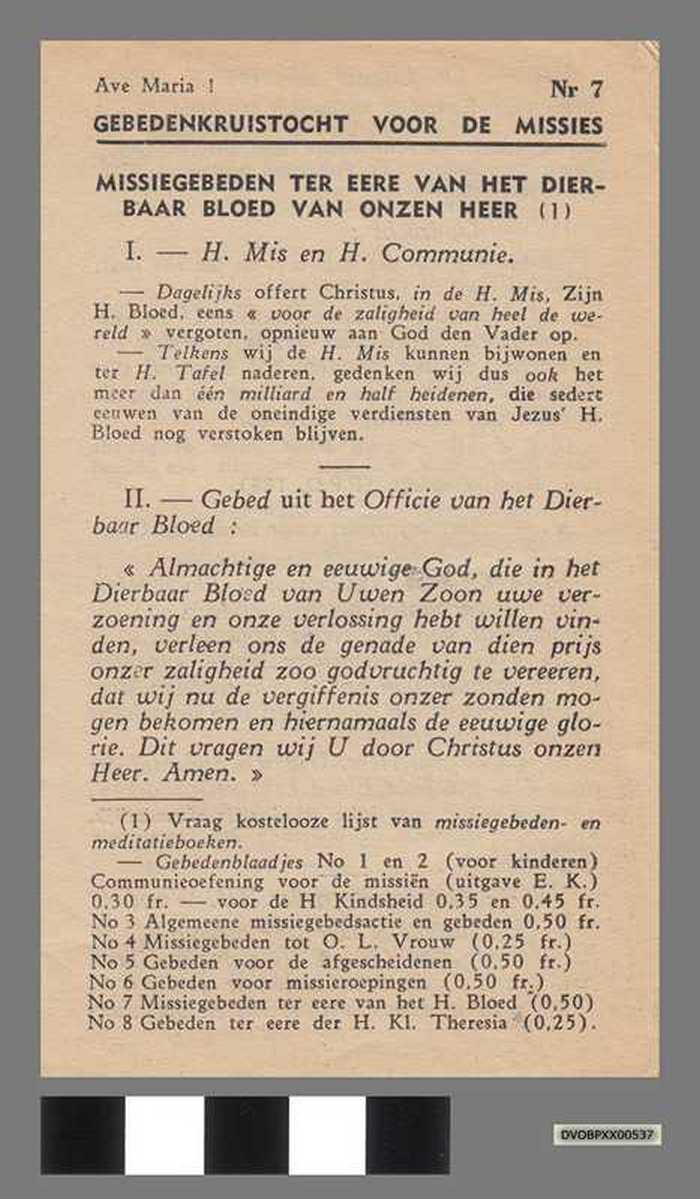 Ave Maria !
Nr 7
GEBEDENKRUISTOCHT VOOR DE MISSIES
MISSIEGEBEDEN TER EERE VAN HET DIER-
BAAR BLOED VAN ONZEN HEER (1)
I. — H. Mis en H. Communie.
— Dagelijks offert Christus, in de H. Mis, Zijn
H. Bloed, eens « voor de zaligheid van heel de we-
reld » vergoten, opnieuw aan God den Vader op.
— Telkens wij de H. Mis kunnen bijwonen en
ter H. Tafel naderen, gedenken wij dus ook het
meer dan één milliard en half heidenen, die sedert
eeuwen van de oneindige verdiensten van Jezus' H.
Bloed nog verstoken blijven.
II. — Gebed uit het Officie van het Dier-
baar Bloed :
« Almachtige en eeuwige God, die in het
Dierbaar Bloed van Uwen Zoon uwe ver-
zoening en onze verlossing hebt willen vin-
den, verleen ons de genade van dien prijs
onzer zaligheid zoo godvruchtig te vereeren,
dat wij nu de vergiffenis onzer zonden mo-
gen bekomen en hiernamaals de eeuwige glo-
rie. Dit vragen wij U door Christus onzen
Heer. Amen. »
(1) Vraag kostelooze lijst van missiegebeden- en
meditatieboeken.
— Gebedenblaadjes No 1 en 2 (voor kinderen)
Communieoefening voor de missiën (uitgave E. K.)
0.30 fr. — voor de H Kindsheid 0,35 en 0.45 fr.
No 3 Algemeene missiegebedsactie en gebeden 0,50 fr.
No 4 Missiegebeden tot O. L. Vrouw (0,25 fr.)
No 5 Gebeden voor de afgescheidenen (0,50 fr.)
No 6 Gebeden voor missieroepingen (0,50 fr.)
No 7 Missiegebeden ter eere van het H. Bloed (0,50)
No 8 Gebeden ter eere der H. Kl. Theresia (0,25).
DVOBPXX00537